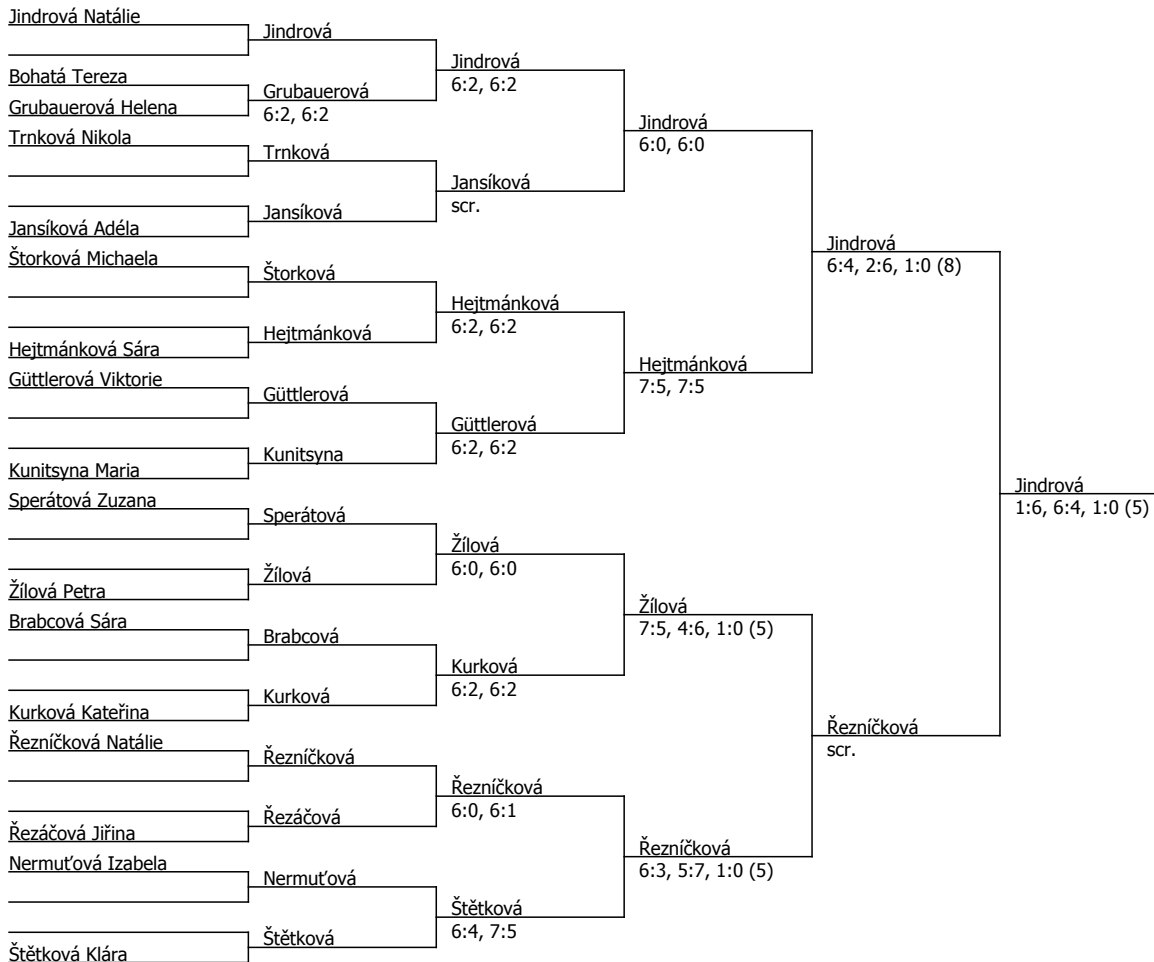 Jindrová Natálie
Bohatá Tereza
Grubauerová Helena
Trnková Nikola
Jansíková Adéla
Štorková Michaela
Hejtmánková Sára
Güttlerová Viktorie
Kunitsyna Maria
Sperátová Zuzana
Žílová Petra
Brabcová Sára
Kurková Kateřina
Řezníčková Natálie
Řezáčová Jiřina
Nermuťová Izabela
Štětková Klára
Jindrová
Grubauerová
6:2, 6:2
Trnková
Jansíková
Štorková
Hejtmánková
Güttlerová
Kunitsyna
Sperátová
Žílová
Brabcová
Kurková
Řezníčková
Řezáčová
Nermuťová
Štětková
Jindrová
6:2, 6:2
Jansíková
scr.
Hejtmánková
6:2, 6:2
Güttlerová
6:2, 6:2
Žílová
6:0, 6:0
Kurková
6:2, 6:2
Řezníčková
6:0, 6:1
Štětková
6:4, 7:5
Jindrová
6:0, 6:0
Hejtmánková
7:5, 7:5
Žílová
7:5, 4:6, 1:0 (5)
Řezníčková
6:3, 5:7, 1:0 (5)
Jindrová
6:4, 2:6, 1:0 (8)
Řezníčková
scr.
Jindrová
1:6, 6:4, 1:0 (5)